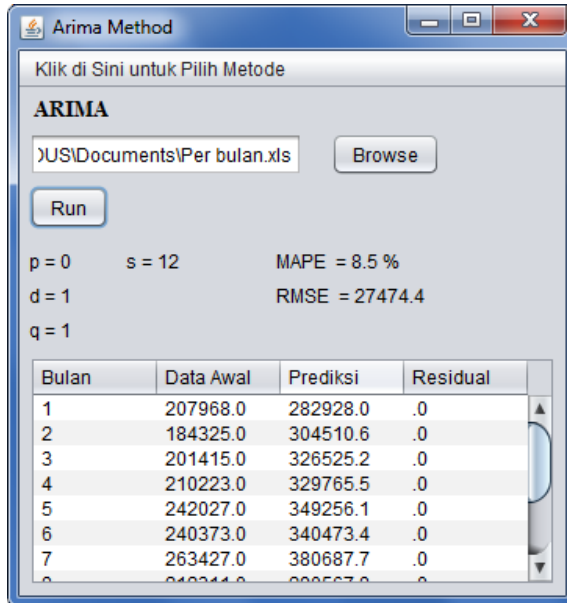 Arima Method
Klik di Sini untuk Pilih Metode
ARIMA
OUS\Documents\Per bulan.xls Browse
Run
p = 0 s = 12 MAPE = 8.5 %
d = 1 RMSE = 27474.4
q = 1
Bulan Data Awal Prediksi Residual
1 207968.0 282928.0 .0
2 184325.0 304510.6 .0
3 201415.0 326525.2 .0
4 210223.0 329765.5 .0
5 242027.0 349256.1 .0
6 240373.0 340473.4 .0
7 263427.0 380687.7 .0